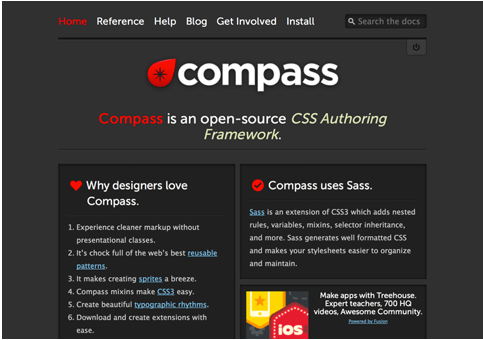 Home Reference Help Blog Get Involved Install
Search the docs
compass
Compass is an open-source CSS Authoring
Framework.
Why designers love
Compass.
1. Experience cleaner markup without
presentational classes.
2. It's chock full of the web's best reusable
patterns.
3. It makes creating sprites a breeze.
4. Compass mixins make CSS3 easy.
5. Create beautiful typographic rhythms.
6. Download and create extensions with
ease.
Compass uses Sass.
Sass is an extension of CSS3 which adds nested
rules, variables, mixins, selector inheritance,
and more. Sass generates well formatted CSS
and makes your stylesheets easier to organize
and maintain.
iOS
Make apps with Treehouse.
Expert teachers, 700 HQ
videos, Awesome Community.
Powered by Fusion